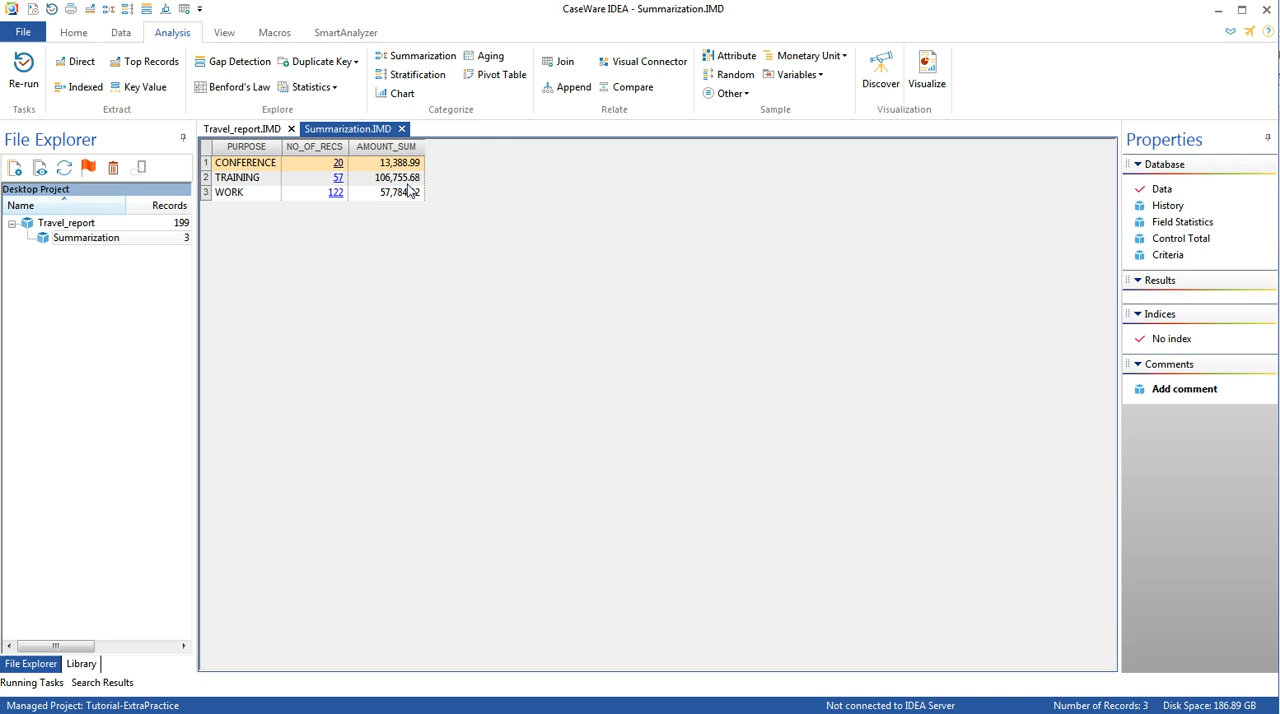 CaseWare IDEA - Summarization.IMD
File Home Data Analysis View Macros SmartAnalyzer
Re-run
Tasks
Direct Top Records
Indexed Key Value
Extract
Gap Detection Duplicate Key
Benford's Law Statistics
Explore
Summarization Aging
Stratification Pivot Table
Chart
Categorize
Join Visual Connector
Append Compare
Relate
Attribute Monetary Unit
Random Variables
Other
Sample
Discover Visualize
Visualization
File Explorer
Desktop Project
Name Records
Travel_report 199
Summarization 3
File Explorer Library
Running Tasks Search Results
Travel_report.IMD Summarization.IMD
PURPOSE NO_OF_RECS AMOUNT_SUM
1 CONFERENCE 20 13,388.99
2 TRAINING 57 106,755.68
3 WORK 122
Properties
Database
Data
History
Field Statistics
Control Total
Criteria
Results
Indices
No index
Comments
Add comment
Managed Project: Tutorial-ExtraPractice Not connected to IDEA Server Number of Records: 3 Disk Space: 186.89 GB